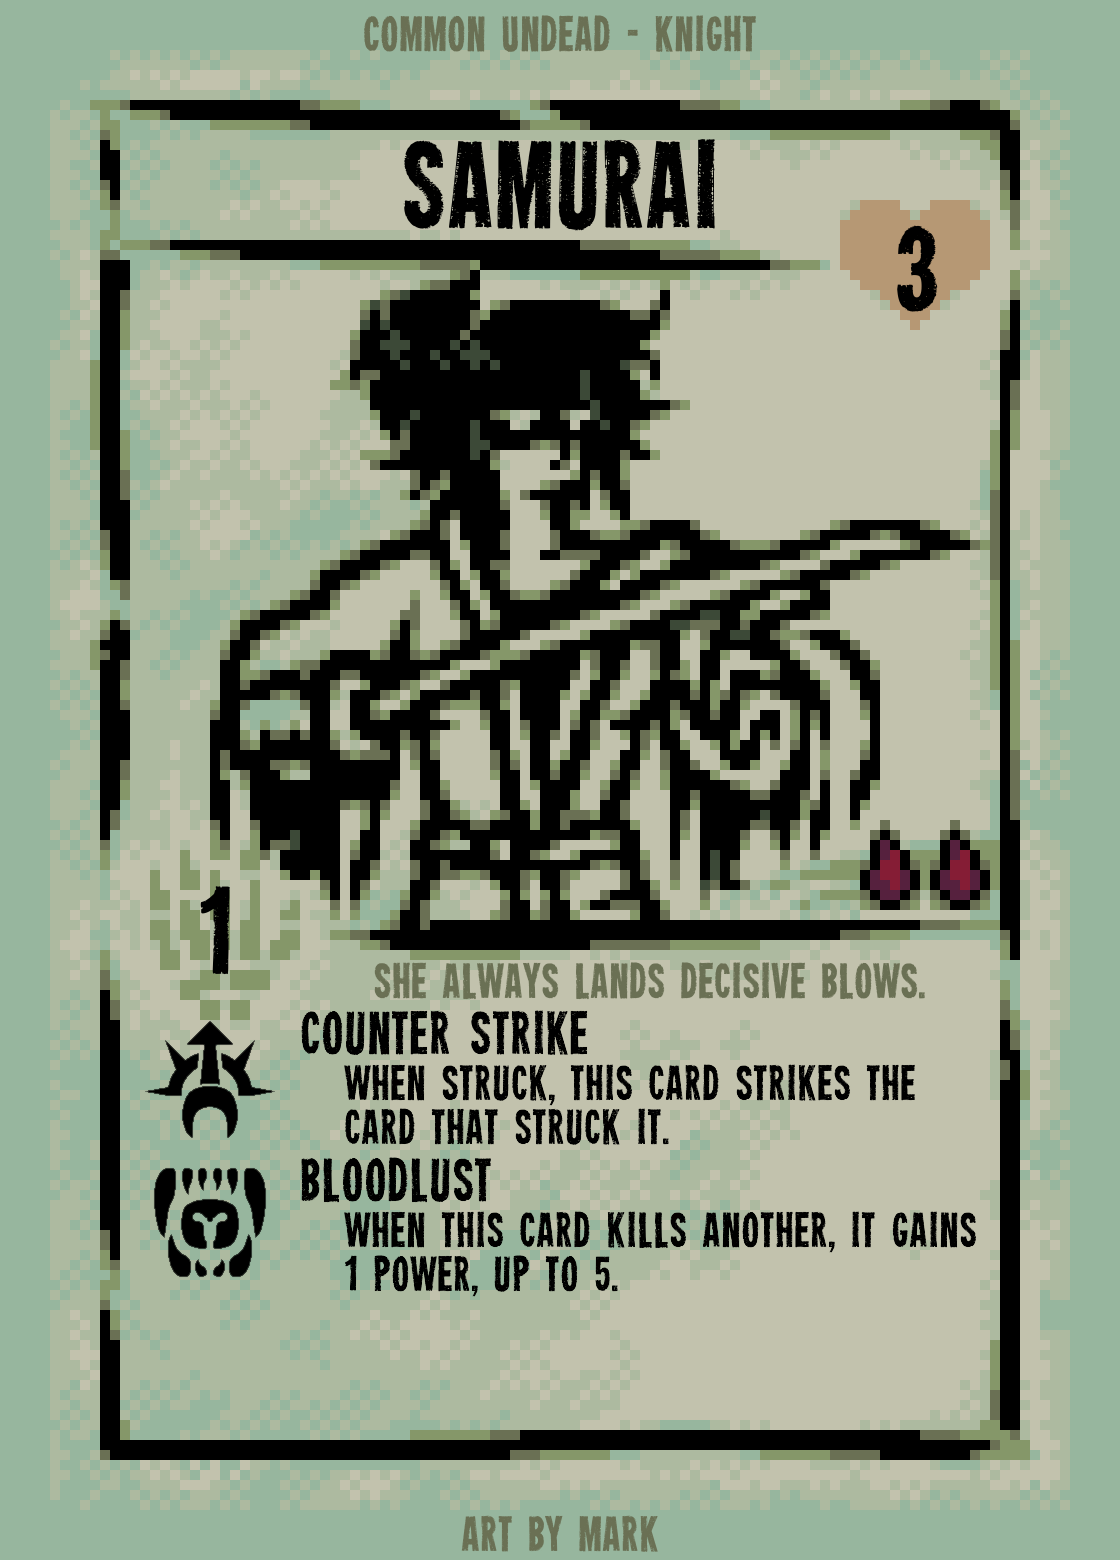 COMMON UNDEAD - KNIGHT
SAMURAI
3
1
SHE ALWAYS LANDS DECISIVE BLOWS.
COUNTER STRIKE
WHEN STRUCK, THIS CARD STRIKES THE
CARD THAT STRUCK IT.
BLOODLUST
WHEN THIS CARD KILLS ANOTHER, IT GAINS
1 POWER, UP TO 5.
ART BY MARK